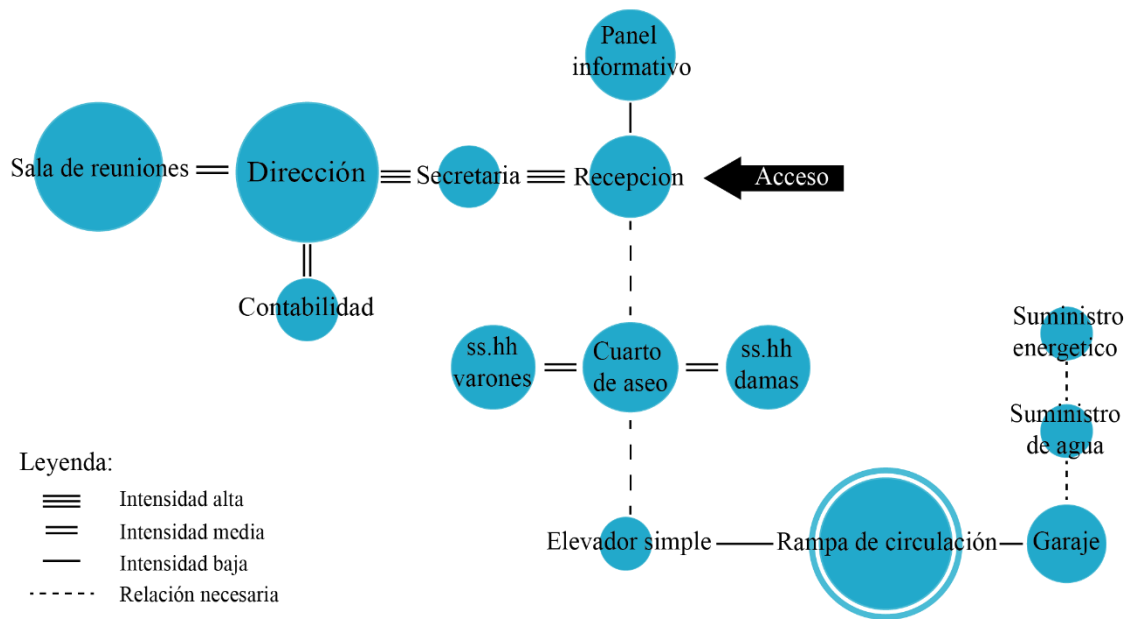 Panel
informativo
Sala de reuniones
Dirección
Secretaria
Recepcion
Acceso
Contabilidad
Suministro
energetico
ss.hh
varones
Cuarto
de aseo
ss.hh
damas
Suministro
de agua
Leyenda:
Intensidad alta
Intensidad media
Intensidad baja
Relación necesaria
Elevador simple
Rampa de circulación
Garaje